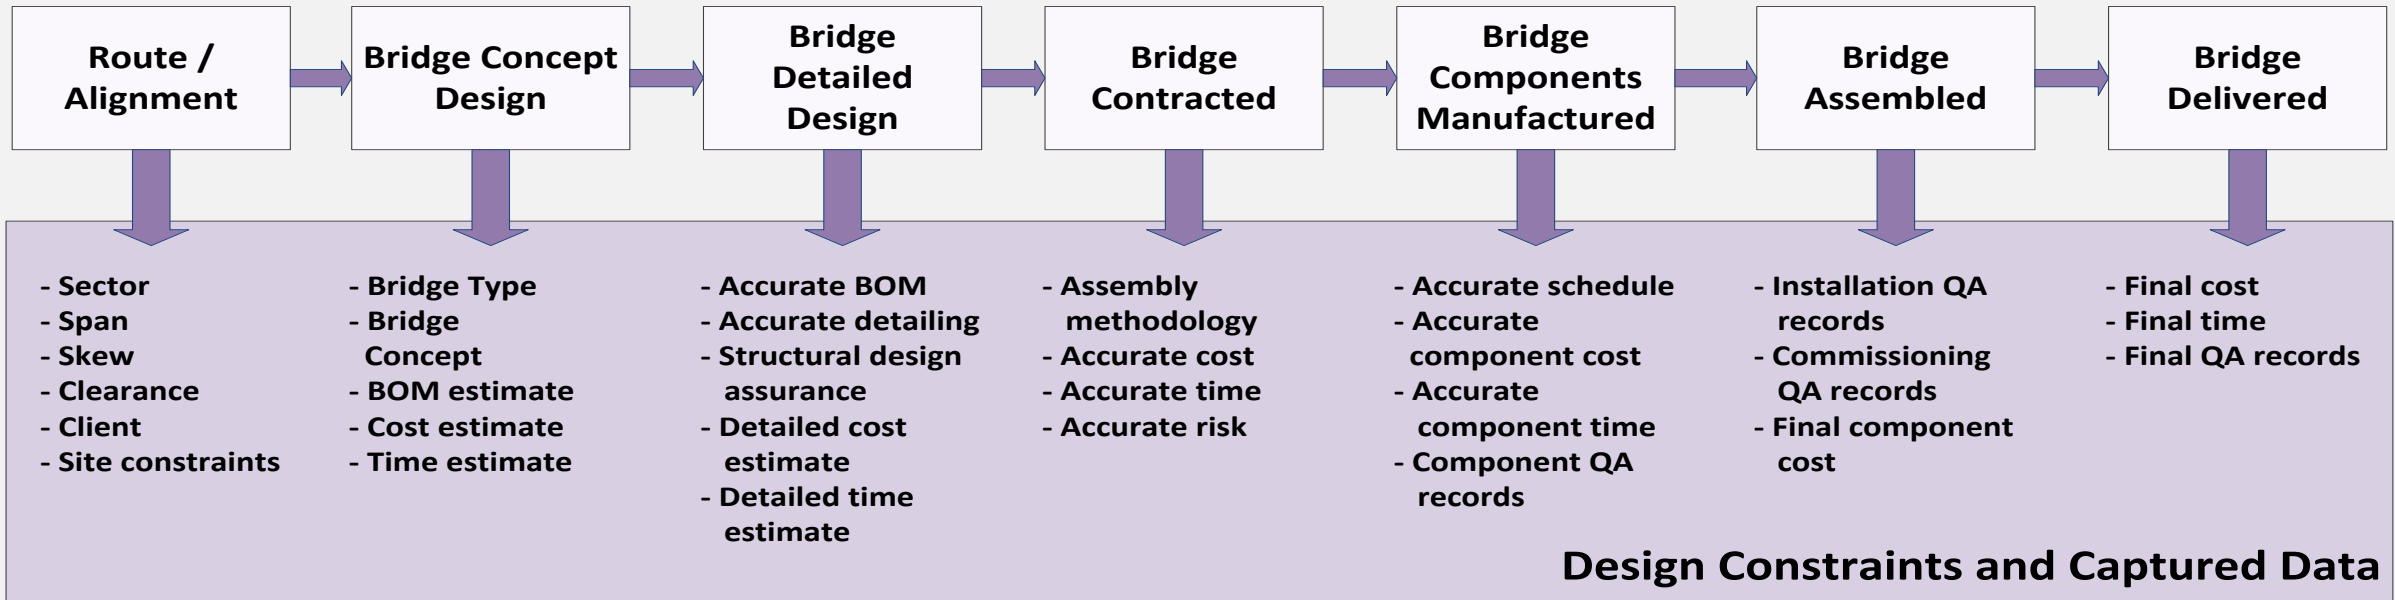 Route /
Alignment
Bridge Concept
Design
Bridge
Detailed
Design
Bridge
Contracted
Bridge
Components
Manufactured
Bridge
Assembled
Bridge
Delivered
- Sector
- Span
- Skew
- Clearance
- Client
- Site constraints
- Bridge Type
- Bridge
Concept
- BOM estimate
- Cost estimate
- Time estimate
- Accurate BOM
- Accurate detailing
- Structural design
assurance
- Detailed cost
estimate
- Detailed time
estimate
- Assembly
methodology
- Accurate cost
- Accurate time
- Accurate risk
- Accurate schedule
- Accurate
component cost
- Accurate
component time
- Component QA
records
- Installation QA
records
- Commissioning
QA records
- Final component
cost
- Final cost
- Final time
- Final QA records
Design Constraints and Captured Data